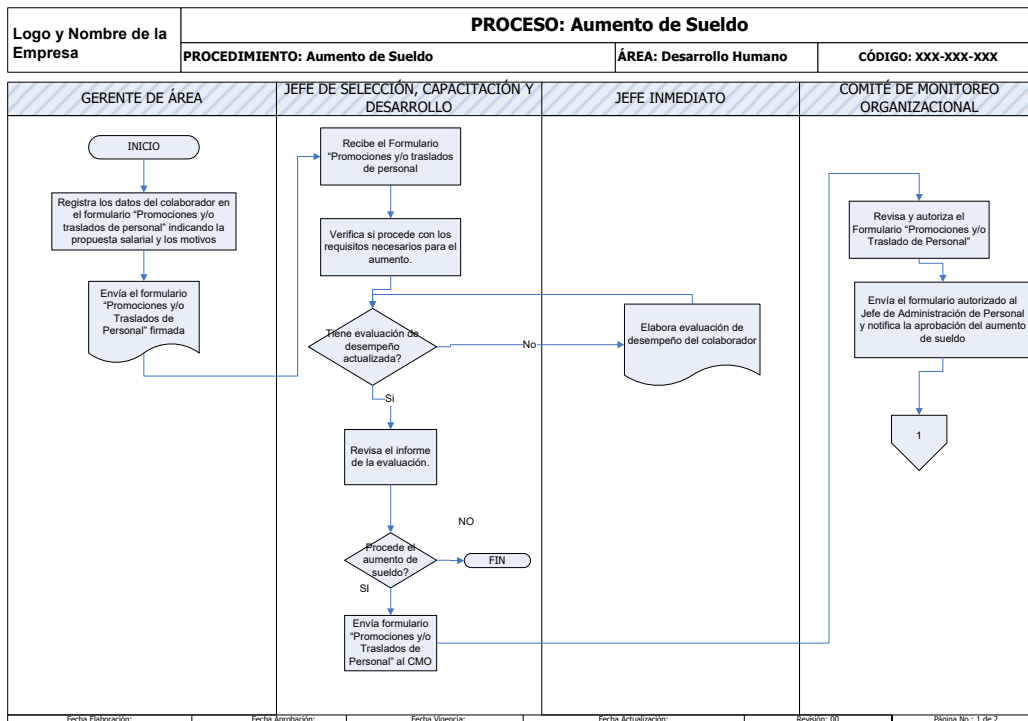 Logo y Nombre de la
Empresa
PROCESO: Aumento de Sueldo
PROCEDIMIENTO: Aumento de Sueldo
ÁREA: Desarrollo Humano
CÓDIGO: XXX-XXX-XXX
GERENTE DE ÁREA
JEFE DE SELECCIÓN, CAPACITACIÓN Y
DESARROLLO
JEFE INMEDIATO
COMITÉ DE MONITOREO
ORGANIZACIONAL
INICIO
Registra los datos del colaborador en
el formulario “Promociones y/o
traslados de personal” indicando la
propuesta salarial y los motivos
Envía el formulario
“Promociones y/o
Traslados de
Personal” firmada
Recibe el Formulario
“Promociones y/o traslados
de personal
Verifica si procede con los
requisitos necesarios para el
aumento.
Tiene evaluación de
desempeño
actualizada?
No
Si
Elabora evaluación de
desempeño del colaborador
Revisa el informe
de la evaluación.
NO
Procede el
aumento de
sueldo?
FIN
SI
Envía formulario
“Promociones y/o
Traslados de
Personal” al CMO
Revisa y autoriza el
Formulario “Promociones y/o
Traslado de Personal”
Envía el formulario autorizado al
Jefe de Administración de Personal
y notifica la aprobación del aumento
de sueldo
1
Fecha Elaboración:
Fecha Aprobación:
Fecha Vigencia:
Fecha Actualización:
Revisión: 00
Página No.: 1 de 2